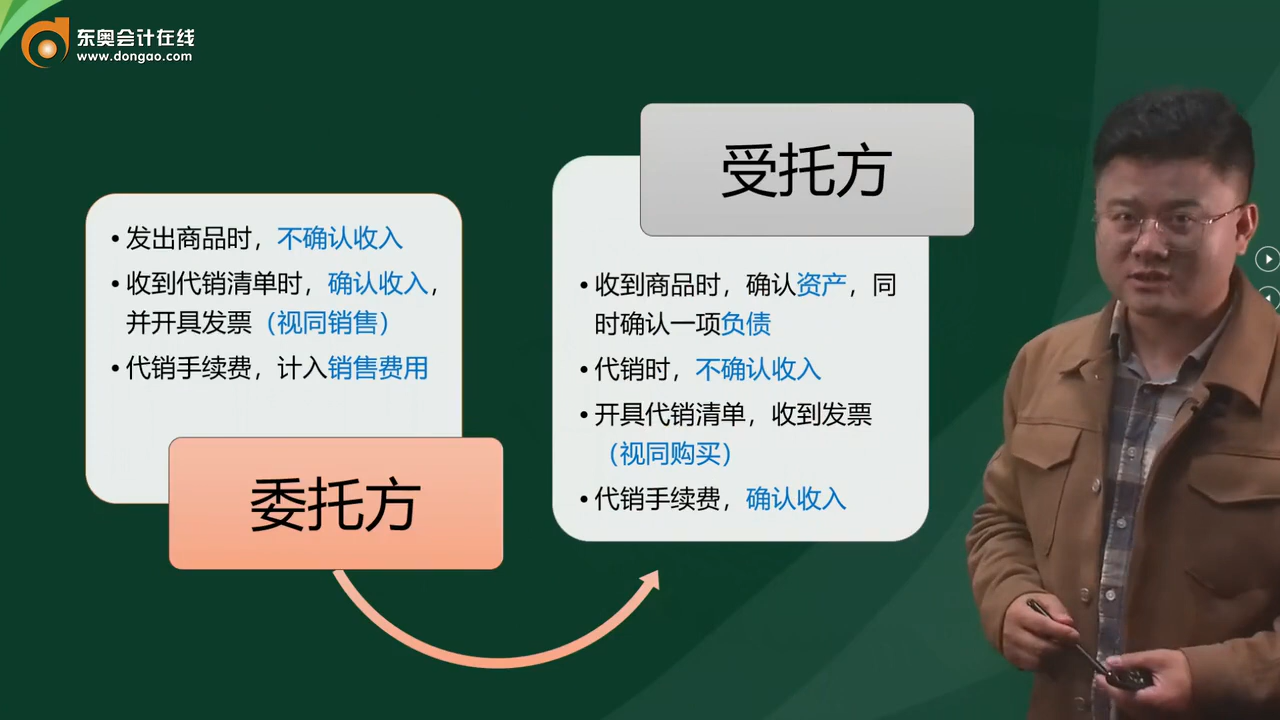 东奥会计在线
www.dongao.com
•发出商品时，不确认收入
•收到代销清单时，确认收入，
并开具发票（视同销售）
•代销手续费，计入销售费用
委托方
受托方
•收到商品时，确认资产，同
时确认一项负债
•代销时，不确认收入
•开具代销清单，收到发票
（视同购买）
•代销手续费，确认收入